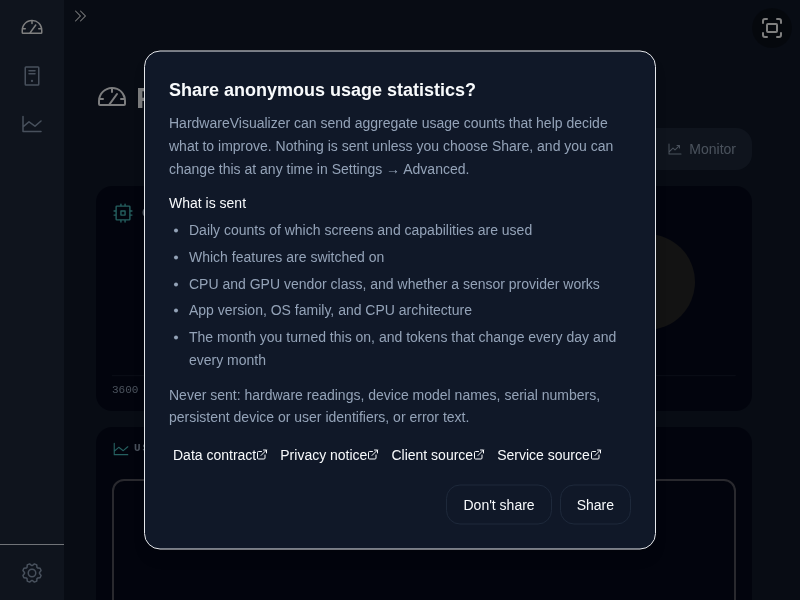 Share anonymous usage statistics?
HardwareVisualizer can send aggregate usage counts that help decide
what to improve. Nothing is sent unless you choose Share, and you can
change this at any time in Settings → Advanced.
What is sent
• Daily counts of which screens and capabilities are used
• Which features are switched on
• CPU and GPU vendor class, and whether a sensor provider works
• App version, OS family, and CPU architecture
• The month you turned this on, and tokens that change every day and
every month
Never sent: hardware readings, device model names, serial numbers,
persistent device or user identifiers, or error text.
Data contract Privacy notice Client source Service source
Don't share Share
Monitor
3600